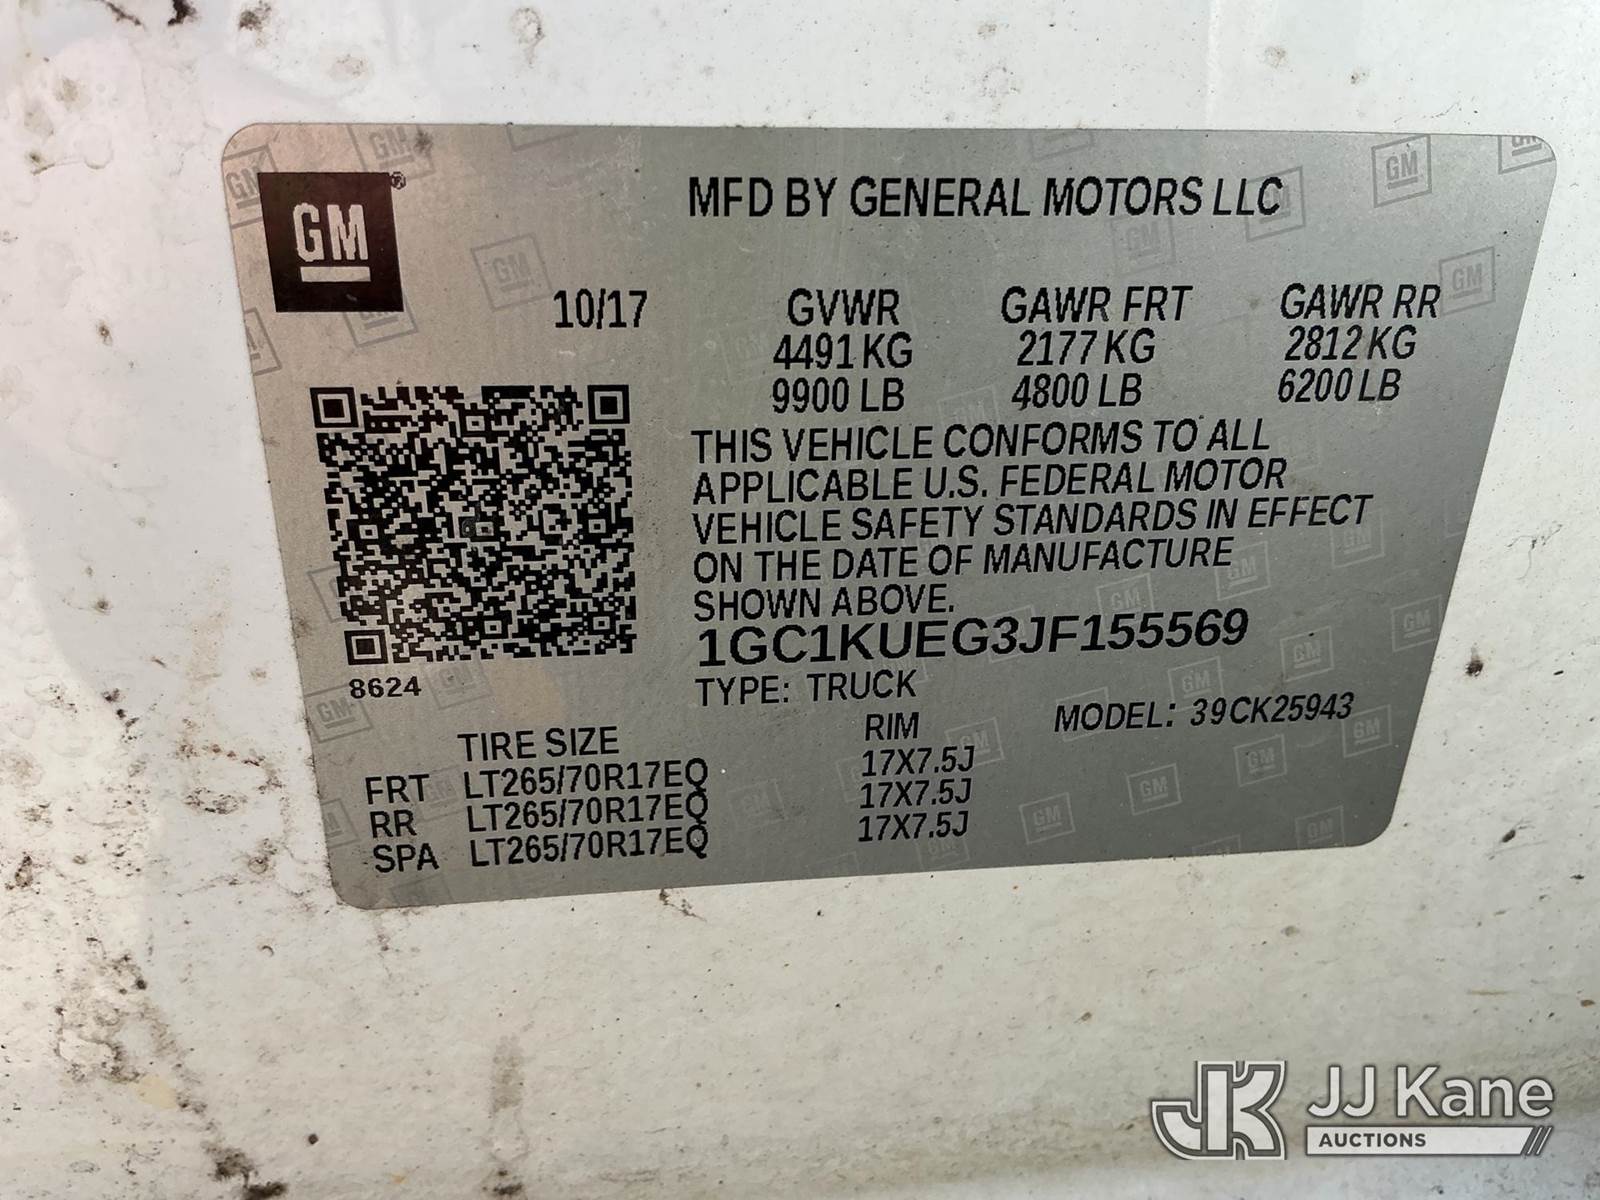 GM®
MFD BY GENERAL MOTORS LLC
10/17
GVWR GAWR FRT GAWR RR
4491 KG 2177 KG 2812 KG
9900 LB 4800 LB 6200 LB
THIS VEHICLE CONFORMS TO ALL
APPLICABLE U.S. FEDERAL MOTOR
VEHICLE SAFETY STANDARDS IN EFFECT
ON THE DATE OF MANUFACTURE
SHOWN ABOVE.
1GC1KUEG3JF155569
8624
TYPE: TRUCK
MODEL: 39CK25943
TIRE SIZE RIM
FRT LT265/70R17EQ 17X7.5J
RR LT265/70R17EQ 17X7.5J
SPA LT265/70R17EQ 17X7.5J
JK JJ Kane
AUCTIONS